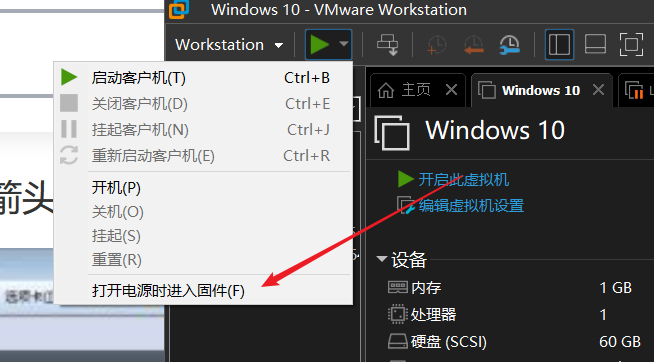 Windows 10 - VMware Workstation
Workstation
启动客户机(T) Ctrl+B
关闭客户机(D) Ctrl+E
挂起客户机(N) Ctrl+J
重新启动客户机(E) Ctrl+R
开机(P)
关机(O)
挂起(S)
重置(R)
打开电源时进入固件(F)
箭头
选项卡
主页
Windows 10
Windows 10
开启此虚拟机
编辑虚拟机设置
设备
内存 1 GB
处理器 1
硬盘 (SCSI) 60 GB